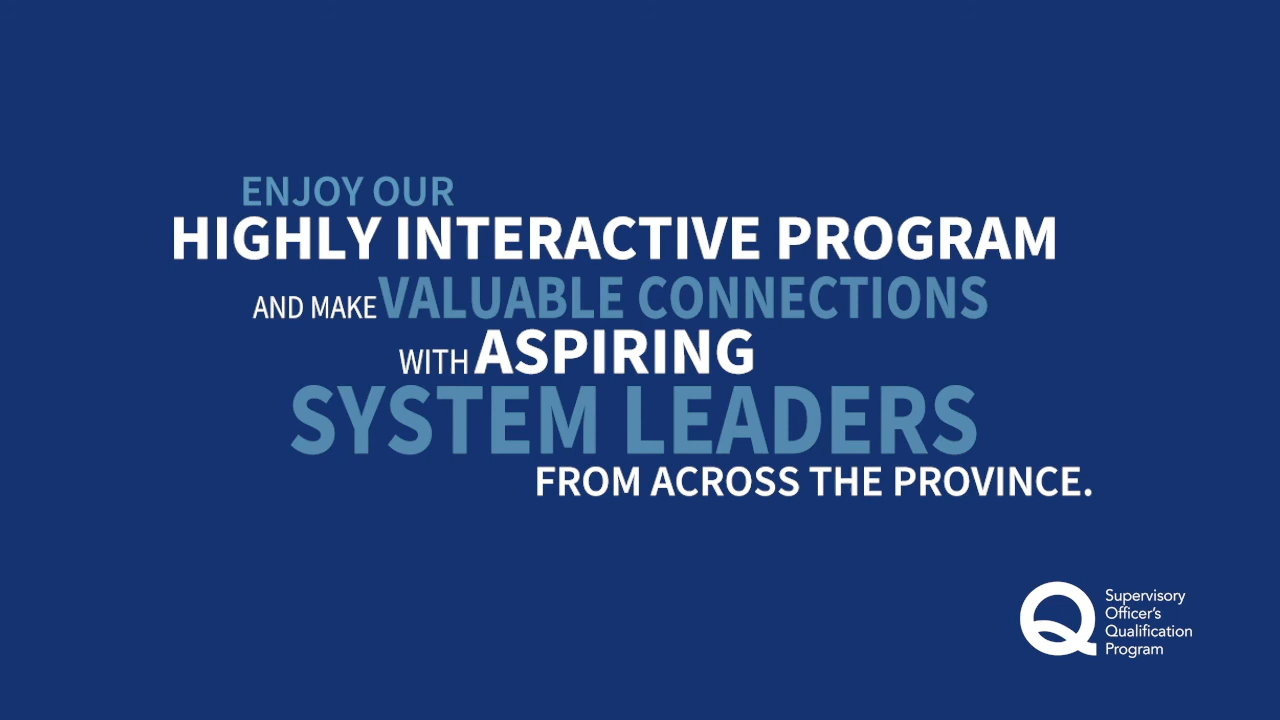 ENJOY OUR
HIGHLY INTERACTIVE PROGRAM
AND MAKE VALUABLE CONNECTIONS
WITH ASPIRING
SYSTEM LEADERS
FROM ACROSS THE PROVINCE.
Supervisory
Officer's
Qualification
Program